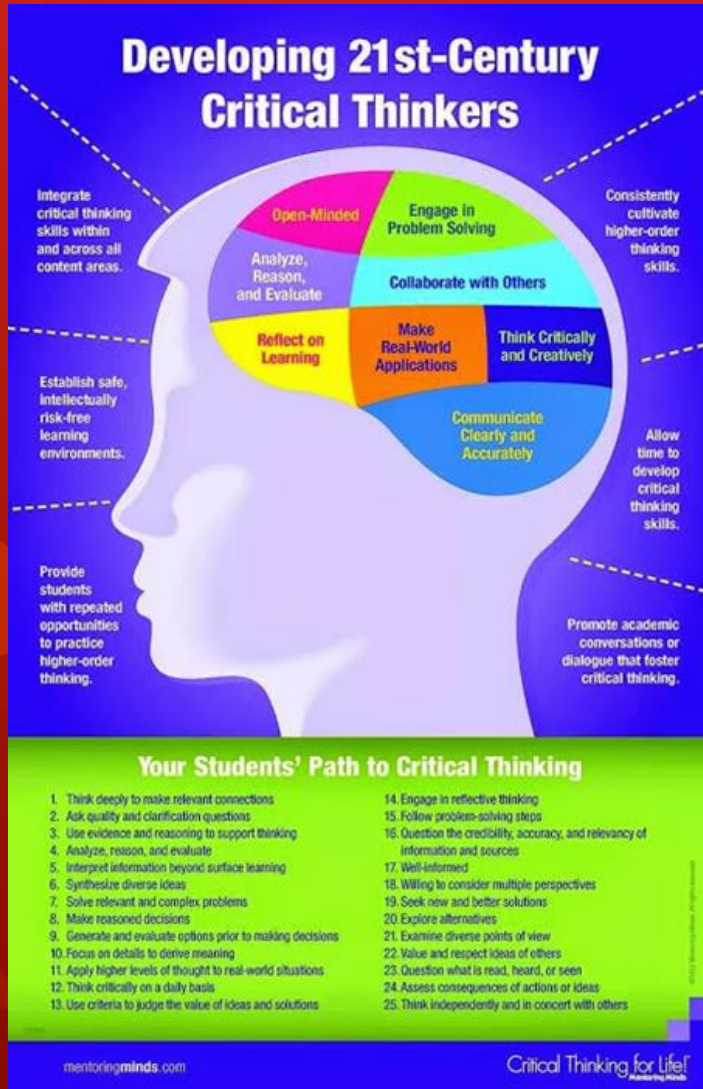 Developing 21st-Century
Critical Thinkers
Integrate
critical thinking
skills within
and across all
content areas.
Establish safe,
intellectually
risk-free
learning
environments.
Provide
students
with repeated
opportunities
to practice
higher-order
thinking.
Open-Minded
Engage in
Problem Solving
Analyze,
Reason,
and Evaluate
Collaborate with Others
Reflect on
Learning
Make
Real-World
Applications
Think Critically
and Creatively
Communicate
Clearly and
Accurately
Consistently
cultivate
higher-order
thinking
skills.
Allow
time to
develop
critical
thinking
skills.
Promote academic
conversations or
dialogue that foster
critical thinking.
Your Students' Path to Critical Thinking
1. Think deeply to make relevant connections
2. Ask quality and clarification questions
3. Use evidence and reasoning to support thinking
4. Analyze, reason, and evaluate
5. Interpret information beyond surface learning
6. Synthesize diverse ideas
7. Solve relevant and complex problems
8. Make reasoned decisions
9. Generate and evaluate options prior to making decisions
10. Focus on details to derive meaning
11. Apply higher levels of thought to real-world situations
12. Think critically on a daily basis
13. Use criteria to judge the value of ideas and solutions
14. Engage in reflective thinking
15. Follow problem-solving steps
16. Question the credibility, accuracy, and relevancy of
information and sources
17. Well-informed
18. Willing to consider multiple perspectives
19. Seek new and better solutions
20. Explore alternatives
21. Examine diverse points of view
22. Value and respect ideas of others
23. Question what is read, heard, or seen
24. Assess consequences of actions or ideas
25. Think independently and in concert with others
mentoringminds.com
Critical Thinking for Life!
Mentoring Minds